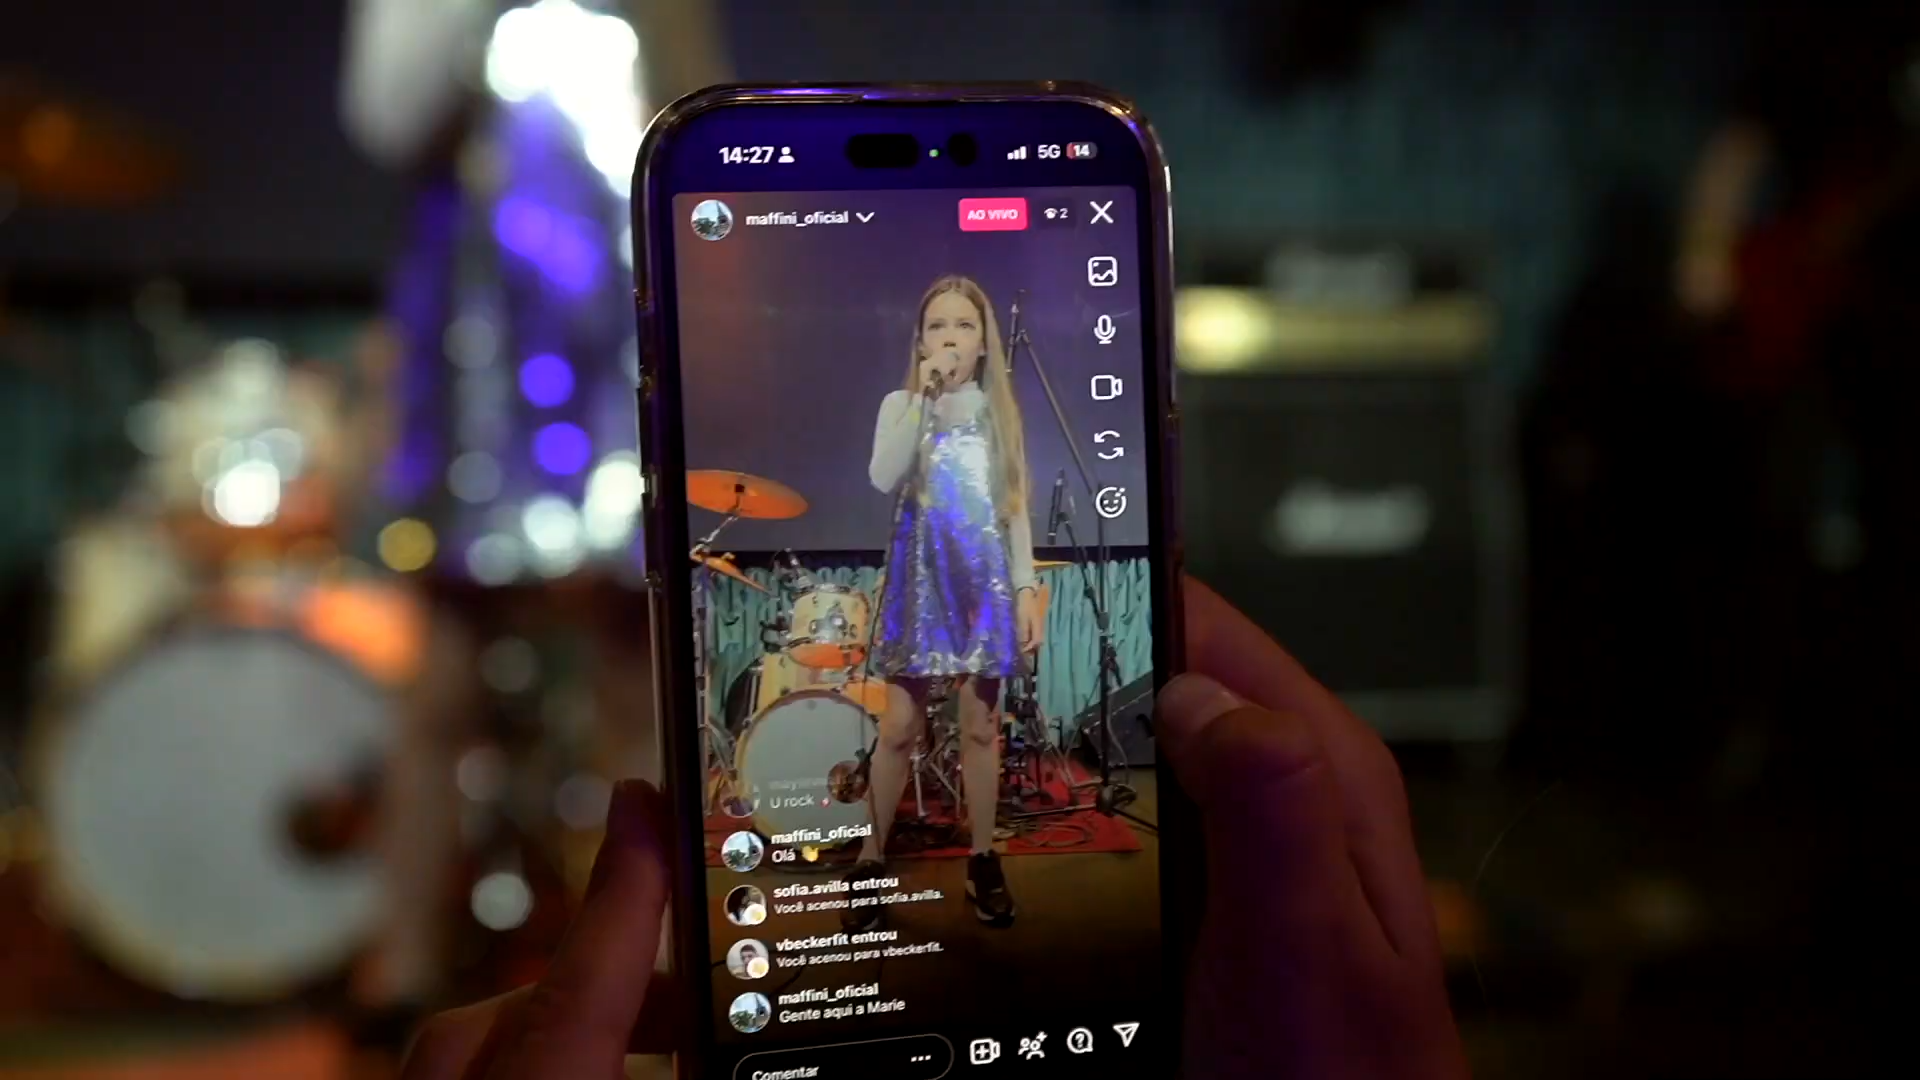 14:27
5G 14
maffini_oficial
AO VIVO
2
U rock
maffini_oficial
Olá 👋
sofia.avilla entrou
Você acenou para sofia.avilla.
vbeckerfit entrou
Você acenou para vbeckerfit.
maffini_oficial
Gente aqui a Marie
Comentar